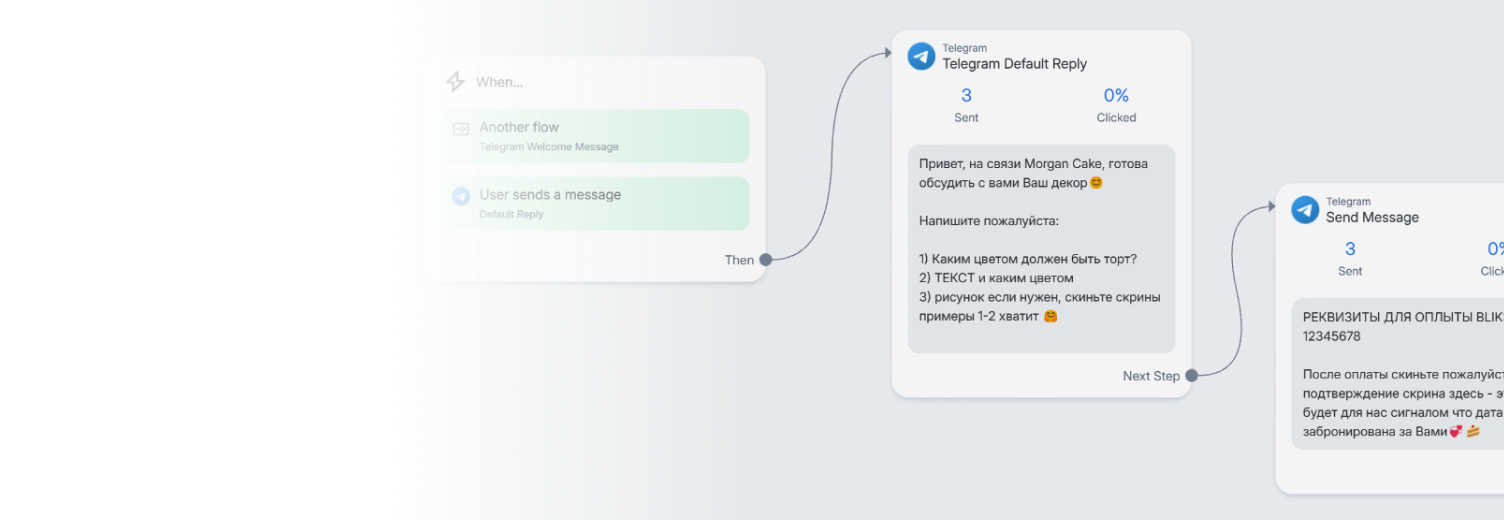 When...
Another flow
Telegram Welcome Message
User sends a message
Default Reply
Then
Telegram
Telegram Default Reply
3
0%
Sent
Clicked
Привет, на связи Morgan Cake, готова
обсудить с вами Ваш декор🤗
Напишите пожалуйста:
1) Каким цветом должен быть торт?
2) ТЕКСТ и каким цветом
3) рисунок если нужен, скиньте скрины
примеры 1-2 хватит 🤗
Next Step
Telegram
Send Message
3
Sent
РЕКВИЗИТЫ ДЛЯ ОПЛЫТЫ BLIK
12345678
После оплаты скиньте
подтверждение скрина здесь -
будет для нас сигналом что дата
забронирована за Вами💞🍰